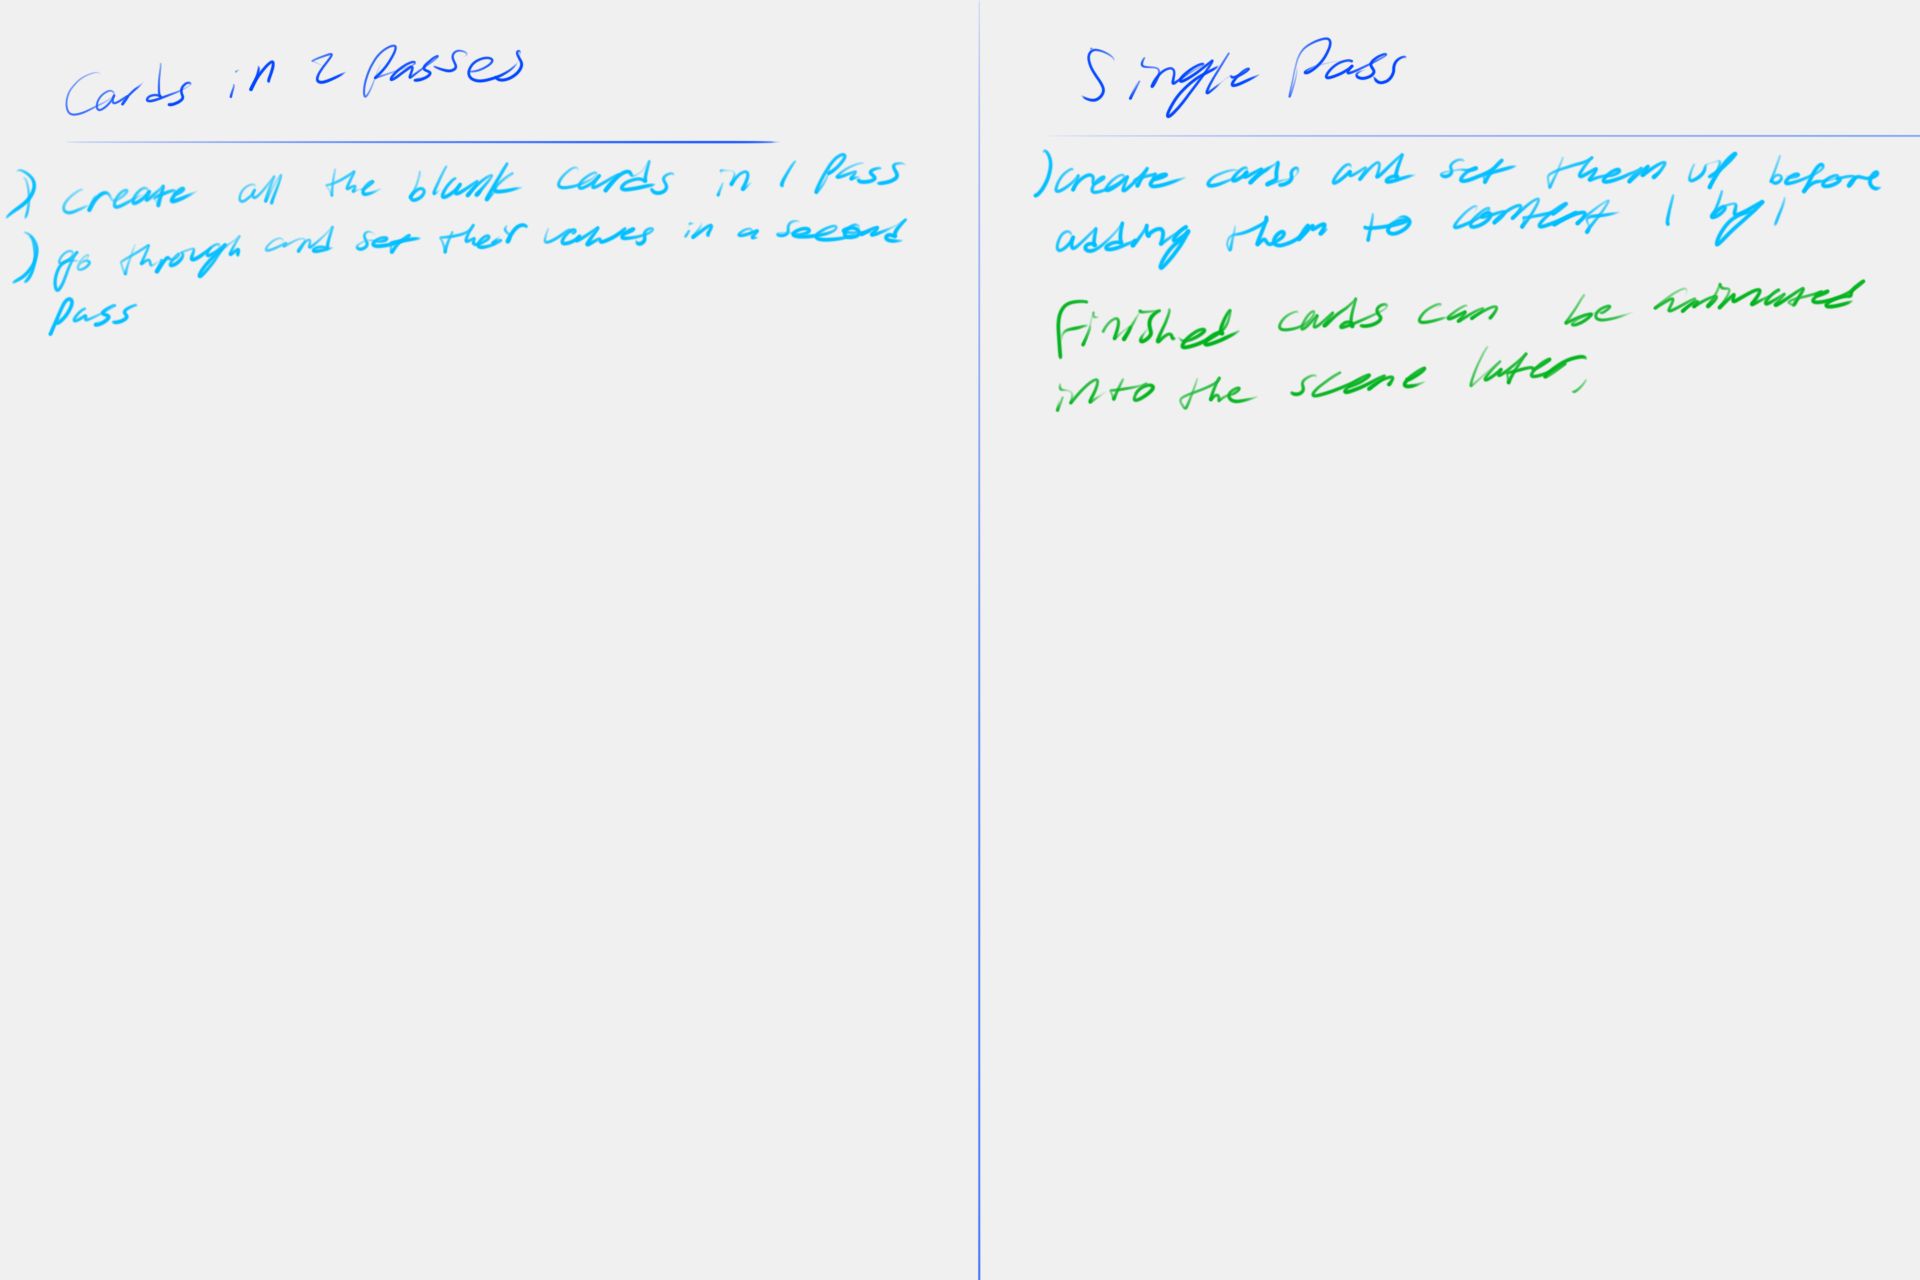 Cards in 2 Passes
) create all the blank cards in 1 Pass
) go through and set their values in a second
Pass
Single Pass
) create cards and set them up before
adding them to content 1 by 1
Finished cards can be animated
into the scene later,